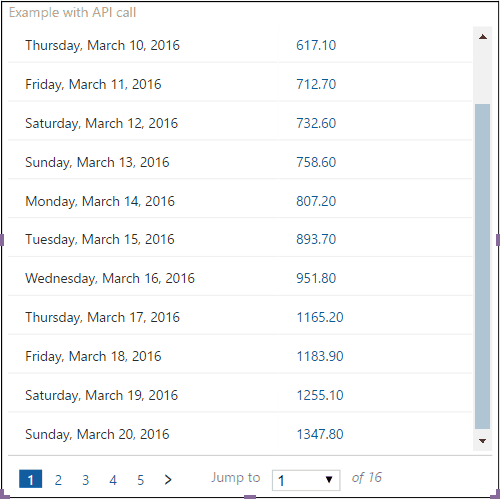 Example with API call
Thursday, March 10, 2016 617.10
Friday, March 11, 2016 712.70
Saturday, March 12, 2016 732.60
Sunday, March 13, 2016 758.60
Monday, March 14, 2016 807.20
Tuesday, March 15, 2016 893.70
Wednesday, March 16, 2016 951.80
Thursday, March 17, 2016 1165.20
Friday, March 18, 2016 1183.90
Saturday, March 19, 2016 1255.10
Sunday, March 20, 2016 1347.80
1 2 3 4 5 > Jump to 1 of 16